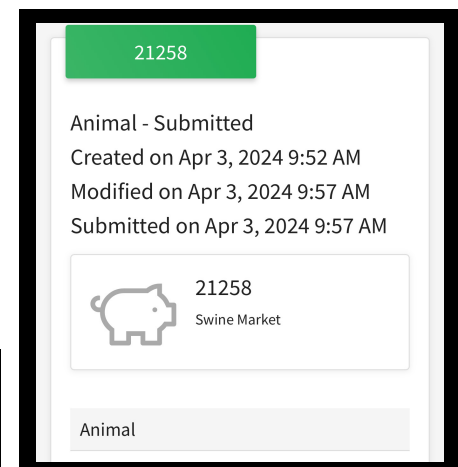 21258
Animal - Submitted
Created on Apr 3, 2024 9:52 AM
Modified on Apr 3, 2024 9:57 AM
Submitted on Apr 3, 2024 9:57 AM
21258
Swine Market
Animal